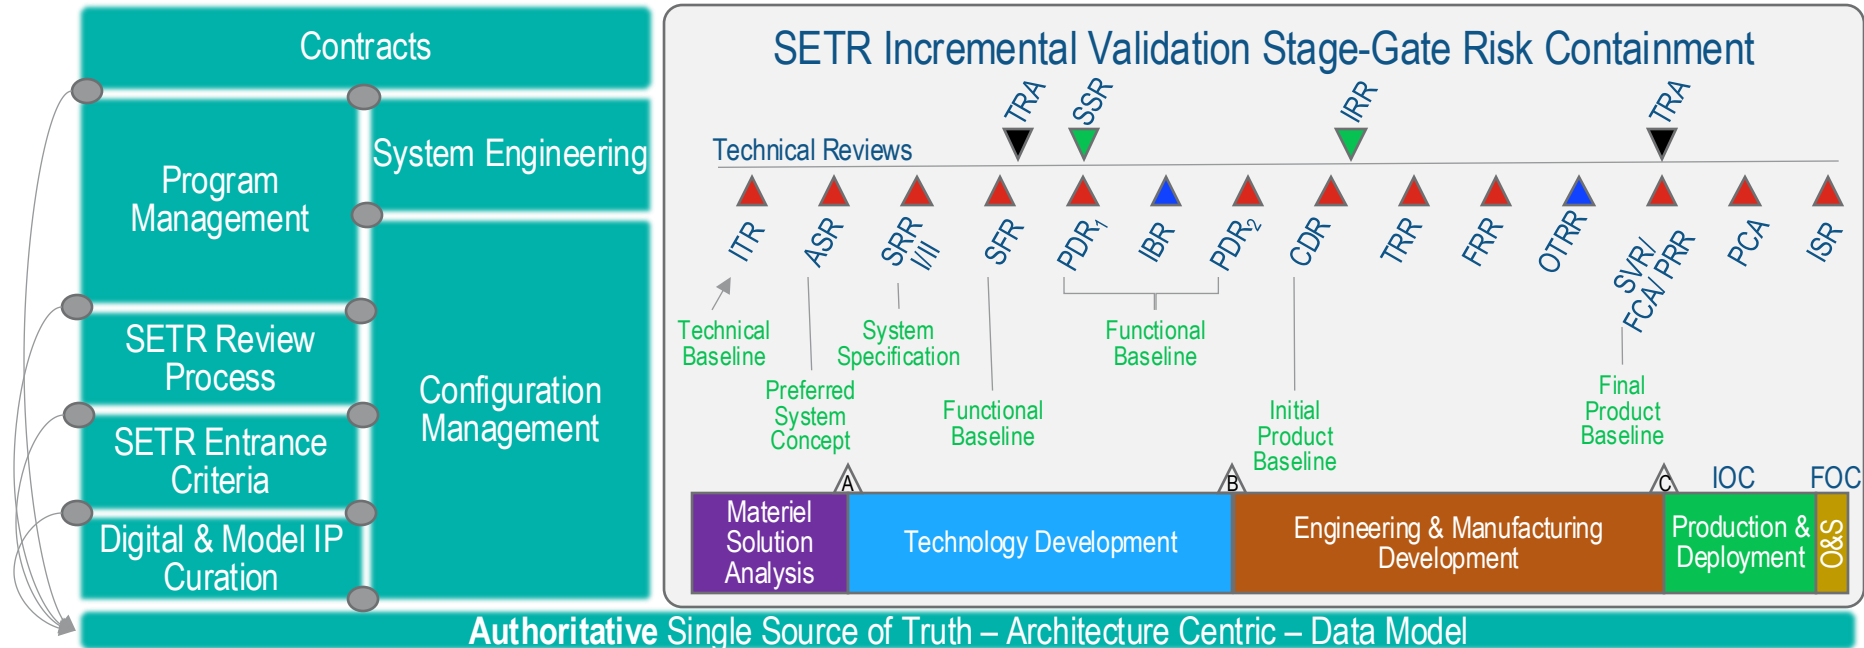 Contracts
Program
Management
System Engineering
SETR Review
Process
Configuration
Management
SETR Entrance
Criteria
Digital & Model IP
Curation
SETR Incremental Validation Stage-Gate Risk Containment
TRA
SSR
IRR
TRA
Technical Reviews
ITR
ASR
SRR
I/II
SFR
PDR1
IBR
PDR2
CDR
TRR
FRR
OTRR
SVR/
FCA/ PRR
PCA
ISR
Technical
Baseline
Preferred
System
Concept
System
Specification
Functional
Baseline
Functional
Baseline
Initial
Product
Baseline
Final
Product
Baseline
A
B
C
IOC
FOC
Materiel
Solution
Analysis
Technology Development
Engineering & Manufacturing
Development
Production &
Deployment
O&S
Authoritative Single Source of Truth – Architecture Centric – Data Model